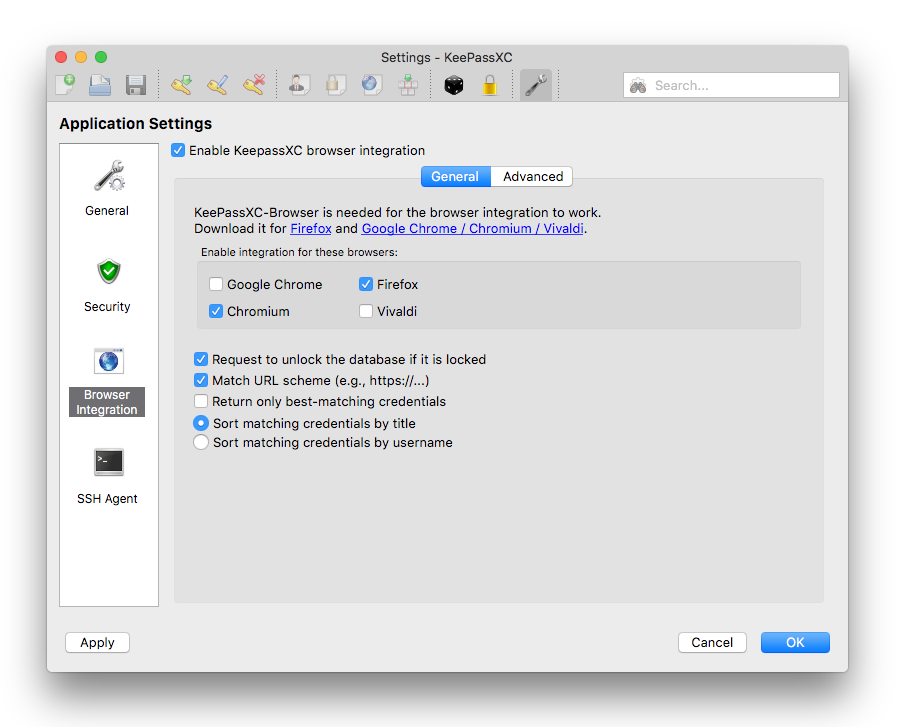 Settings - KeePassXC
Search...
Application Settings
General
Security
Browser
Integration
>_
SSH Agent
Enable KeepassXC browser integration
General
Advanced
KeePassXC-Browser is needed for the browser integration to work.
Download it for Firefox and Google Chrome / Chromium / Vivaldi.
Enable integration for these browsers:
Google Chrome
Firefox
Chromium
Vivaldi
Request to unlock the database if it is locked
Match URL scheme (e.g., https://...)
Return only best-matching credentials
Sort matching credentials by title
Sort matching credentials by username
Apply
Cancel
OK